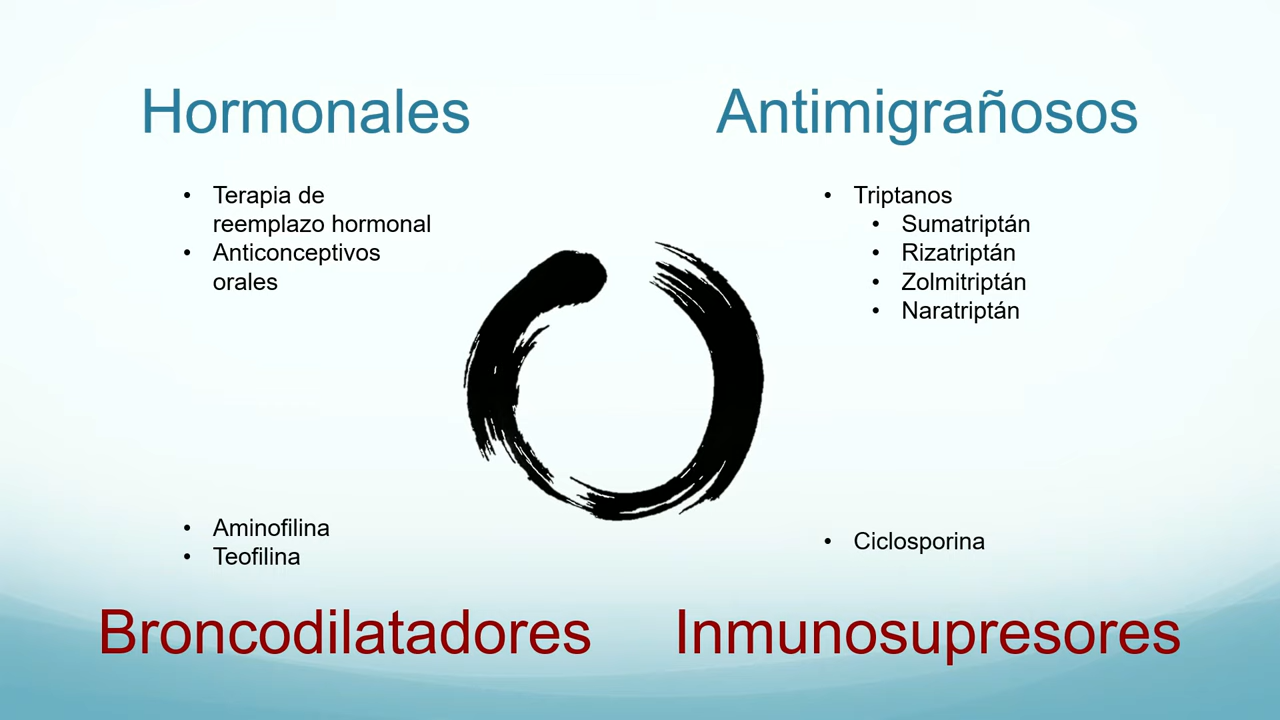 Hormonales
• Terapia de
reemplazo hormonal
• Anticonceptivos
orales
Antimigrañosos
• Triptanos
• Sumatriptán
• Rizatriptán
• Zolmitriptán
• Naratriptán
• Aminofilina
• Teofilina
Broncodilatadores
• Ciclosporina
Inmunosupresores